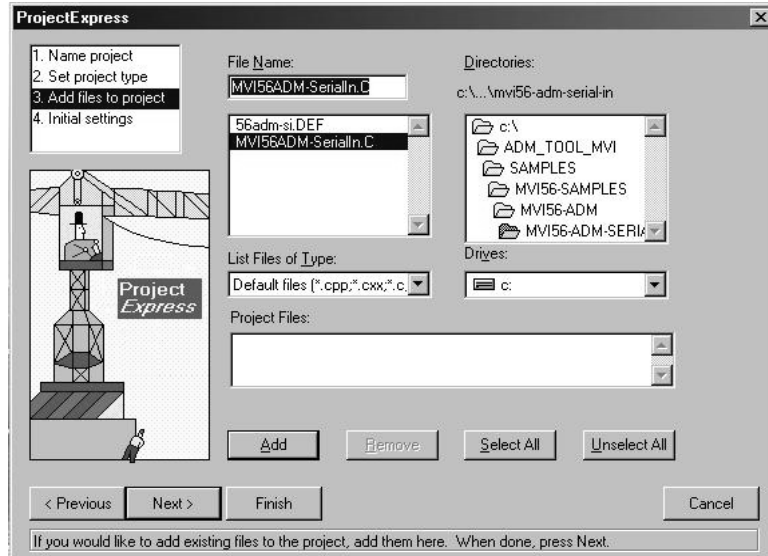 ProjectExpress
1. Name project
2. Set project type
3. Add files to project
4. Initial settings
Project
Express
File Name:
MVI56ADM-SerialIn.C
56adm-si.DEF
MVI56ADM-SerialIn.C
List Files of Type:
Default files (*.cpp;*.cxx;*.c,
Directories:
c:\...\mvi56-adm-serial-in
c:\
ADM_TOOL_MVI
SAMPLES
MVI56-SAMPLES
MVI56-ADM
MVI56-ADM-SERIA
Drives:
c:
Project Files:
Add
Remove
Select All
Unselect All
< Previous
Next >
Finish
Cancel
If you would like to add existing files to the project, add them here. When done, press Next.